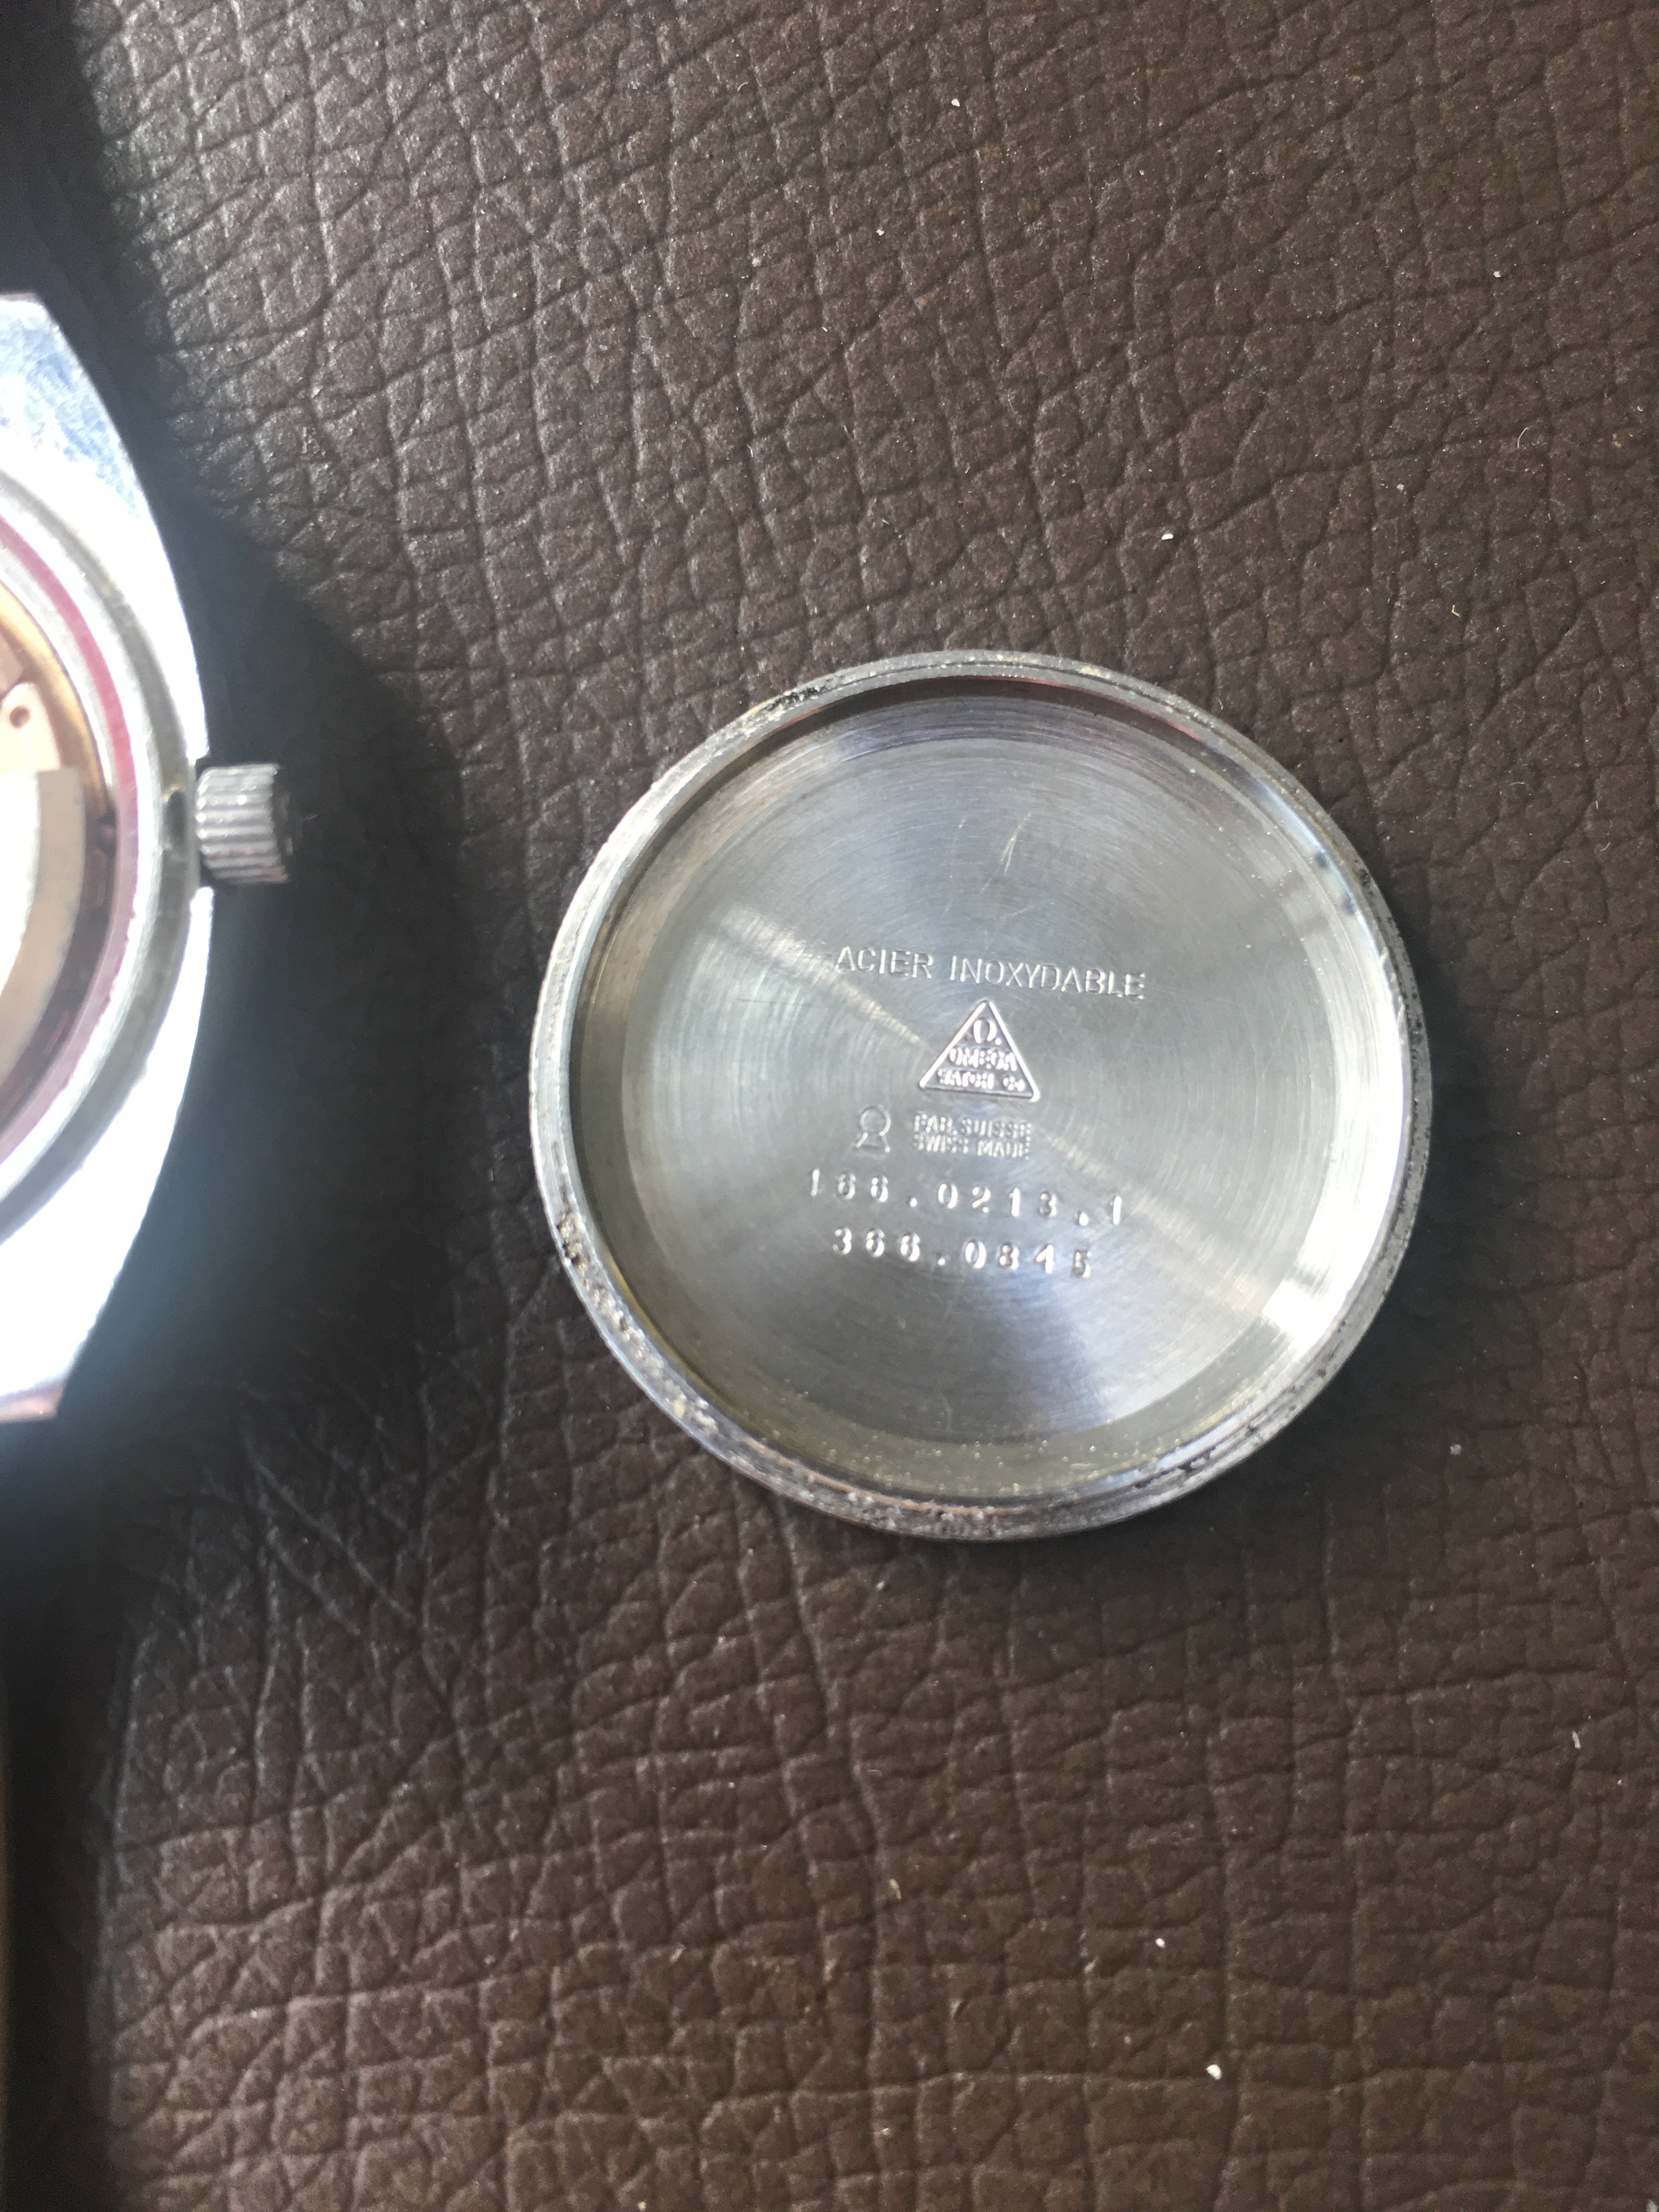 ACIER INOXYDABLE
Ω
OMEGA
WATCH Co
FAB. SUISSE
SWISS MADE
166.0213.1
366.0845